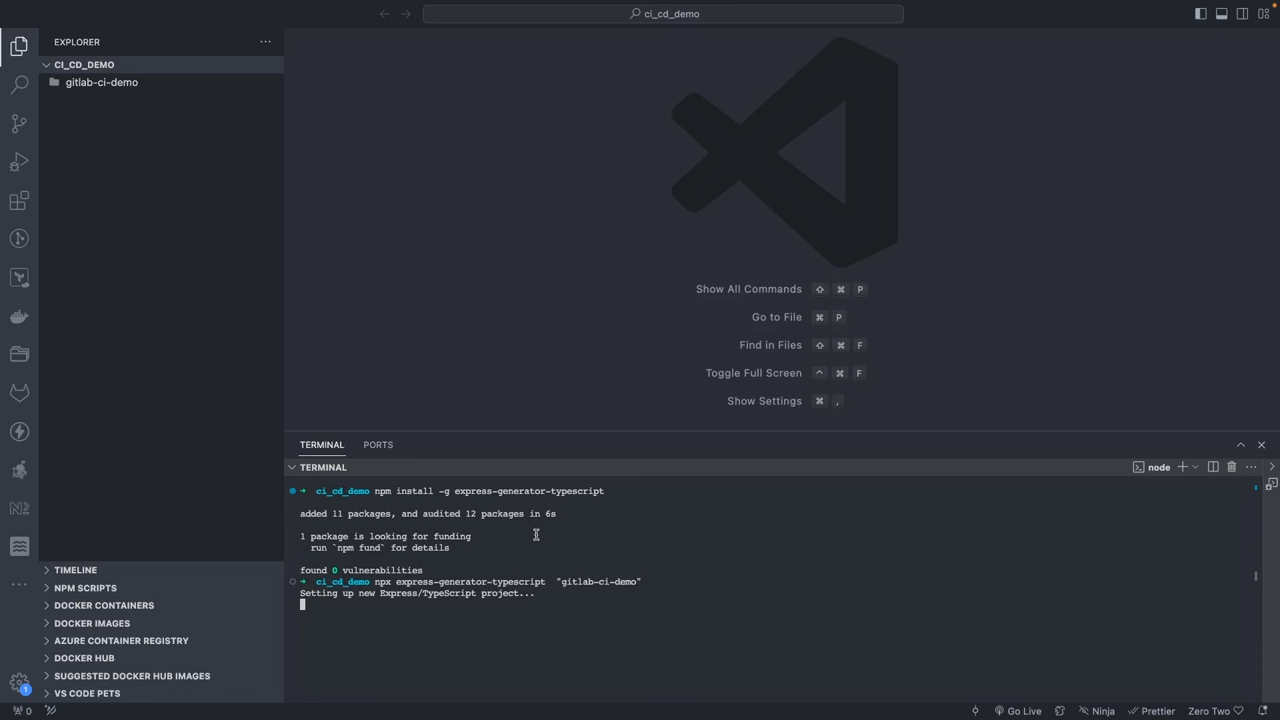 ci_cd_demo
EXPLORER
CI_CD_DEMO
gitlab-ci-demo
Show All Commands ⇧ ⌘ P
Go to File ⌘ P
Find in Files ⇧ ⌘ F
Toggle Full Screen ^ ⌘ F
Show Settings ⌘ ,
TERMINAL PORTS
TERMINAL
node
➜ ci_cd_demo npm install -g express-generator-typescript
added 11 packages, and audited 12 packages in 6s
1 package is looking for funding
run `npm fund` for details
found 0 vulnerabilities
➜ ci_cd_demo npx express-generator-typescript "gitlab-ci-demo"
Setting up new Express/TypeScript project...
TIMELINE
NPM SCRIPTS
DOCKER CONTAINERS
DOCKER IMAGES
AZURE CONTAINER REGISTRY
DOCKER HUB
SUGGESTED DOCKER HUB IMAGES
VS CODE PETS
1
0
Go Live
Ninja
Prettier
Zero Two